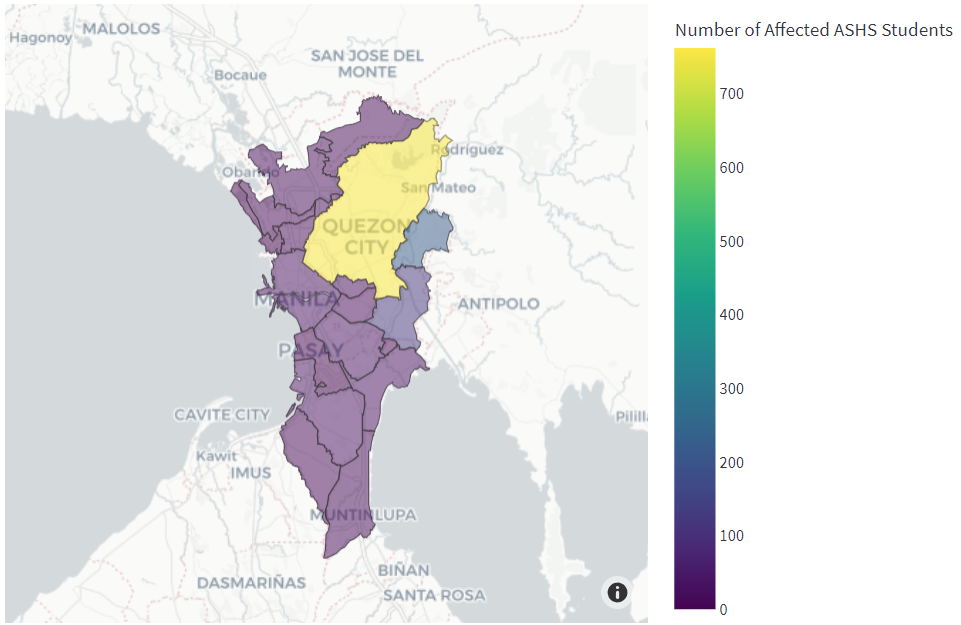 Number of Affected ASHS Students
700
600
500
400
300
200
100
0
MALOLOS
Hagonoy
SAN JOSE DEL
MONTE
Bocaue
Rodriguez
Obando
San Mateo
QUEZON
CITY
MANILA
ANTIPOLO
PASAY
CAVITE CITY
Kawit
IMUS
MUNTINLUPA
BIÑAN
DASMARIÑAS
SANTA ROSA
i